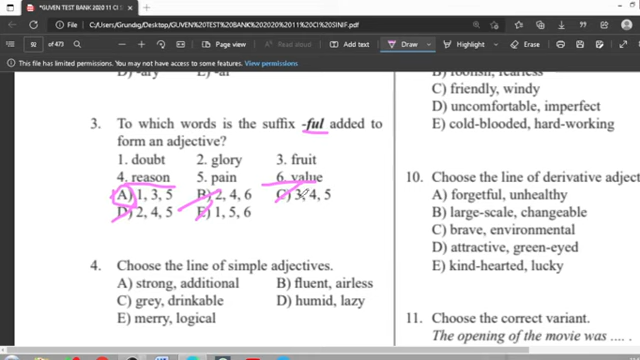 *GUVEN TEST BANK 2020 11 CI SINIF
File | C:/Users/Grundig/Desktop/GUVEN%20TEST%20BANK%202020%2011%20CI%20SINIF.pdf
92 of 473
Page view
Read aloud
Add text
Draw
Highlight
Erase
This file has limited permissions. You may not have access to some features. View permissions
D) -ary E) -al
3. To which words is the suffix -ful added to
form an adjective?
1. doubt 2. glory 3. fruit
4. reason 5. pain 6. value
A) 1, 3, 5 B) 2, 4, 6 C) 3, 4, 5
D) 2, 4, 5 E) 1, 5, 6
4. Choose the line of simple adjectives.
A) strong, additional B) fluent, airless
C) grey, drinkable D) humid, lazy
E) merry, logical
B) foolish, fearless
C) friendly, windy
D) uncomfortable, imperfect
E) cold-blooded, hard-working
10. Choose the line of derivative adject
A) forgetful, unhealthy
B) large-scale, changeable
C) brave, environmental
D) attractive, green-eyed
E) kind-hearted, lucky
11. Choose the correct variant.
The opening of the movie was .... .